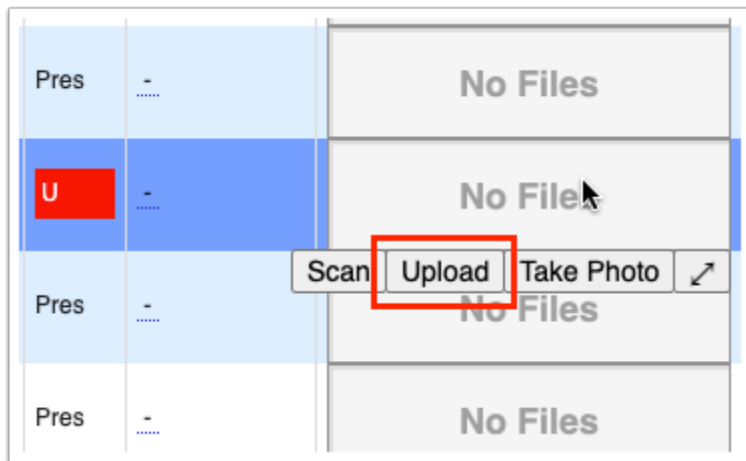 Pres - No Files
U - No Files
Scan Upload Take Photo
Pres - No Files
Pres - No Files